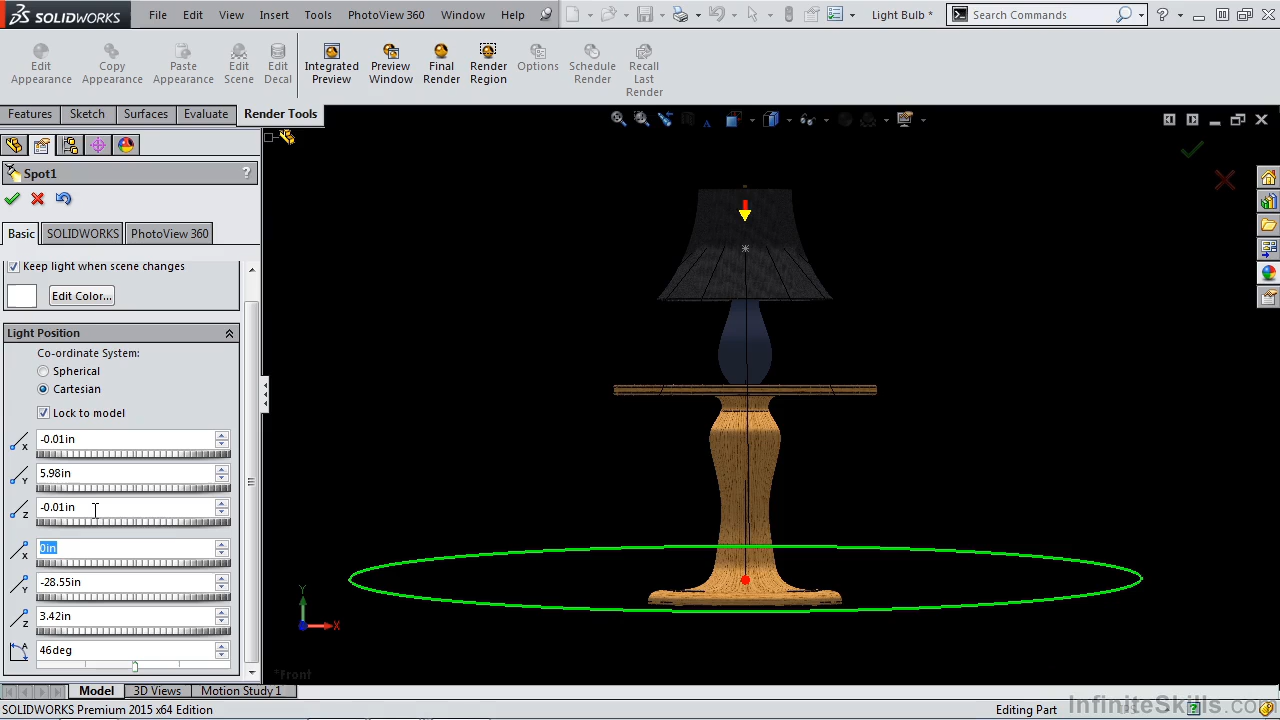 SOLIDWORKS File Edit View Insert Tools PhotoView 360 Window Help Light Bulb * Search Commands ?
Edit Appearance Copy Appearance Paste Appearance Edit Scene Edit Decal Integrated Preview Preview Window Final Render Render Region Options Schedule Render Recall Last Render
Features Sketch Surfaces Evaluate Render Tools
Spot1 ?
Basic SOLIDWORKS PhotoView 360
Keep light when scene changes
Edit Color...
Light Position
Co-ordinate System:
Spherical
Cartesian
Lock to model
X -0.01in
Y 5.98in
Z -0.01in
X 0in
Y -28.55in
Z 3.42in
A 46deg
Y
X
*Front
Model 3D Views Motion Study 1
SOLIDWORKS Premium 2015 x64 Edition Editing Part
InfiniteSkills.com